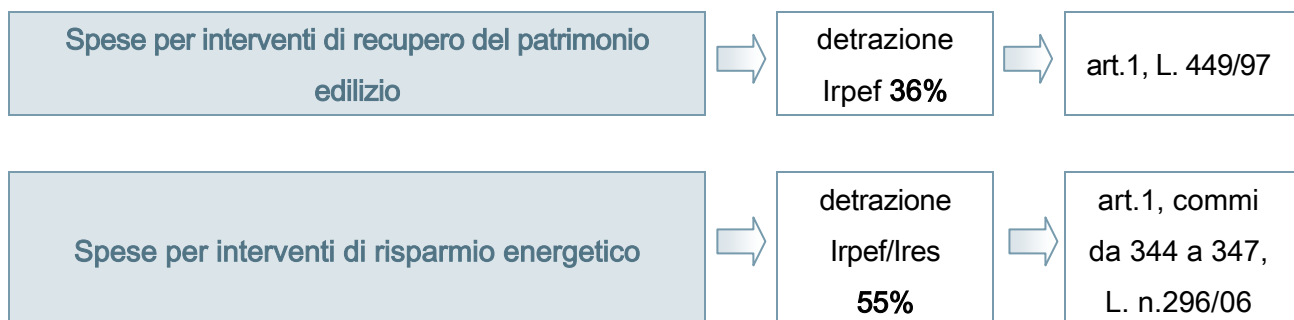 Spese per interventi di recupero del patrimonio
edilizio
detrazione
Irpef 36%
art.1, L. 449/97
Spese per interventi di risparmio energetico
detrazione
Irpef/Ires
55%
art.1, commi
da 344 a 347,
L. n.296/06